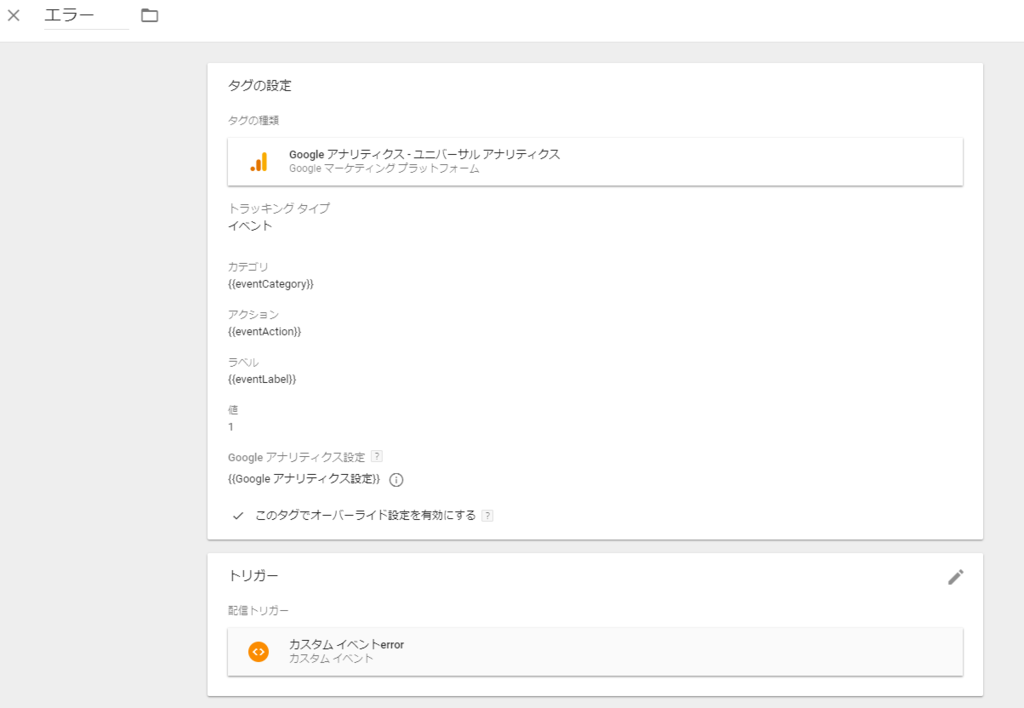 エラー
タグの設定
タグの種類
Google アナリティクス - ユニバーサル アナリティクス
Google マーケティング プラットフォーム
トラッキング タイプ
イベント
カテゴリ
{{eventCategory}}
アクション
{{eventAction}}
ラベル
{{eventLabel}}
値
1
Google アナリティクス設定 ?
{{Google アナリティクス設定}}
このタグでオーバーライド設定を有効にする ?
トリガー
配信トリガー
カスタム イベントerror
カスタム イベント